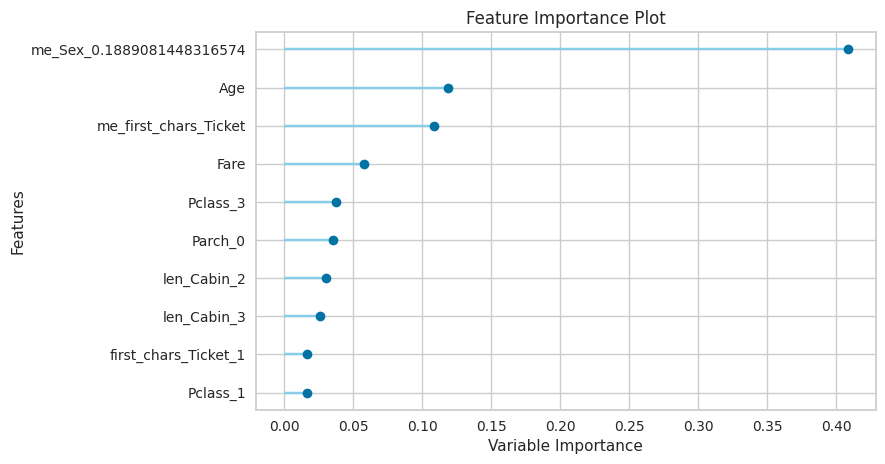 Feature Importance Plot
Features
me_Sex_0.1889081448316574
Age
me_first_chars_Ticket
Fare
Pclass_3
Parch_0
len_Cabin_2
len_Cabin_3
first_chars_Ticket_1
Pclass_1
0.00 0.05 0.10 0.15 0.20 0.25 0.30 0.35 0.40
Variable Importance